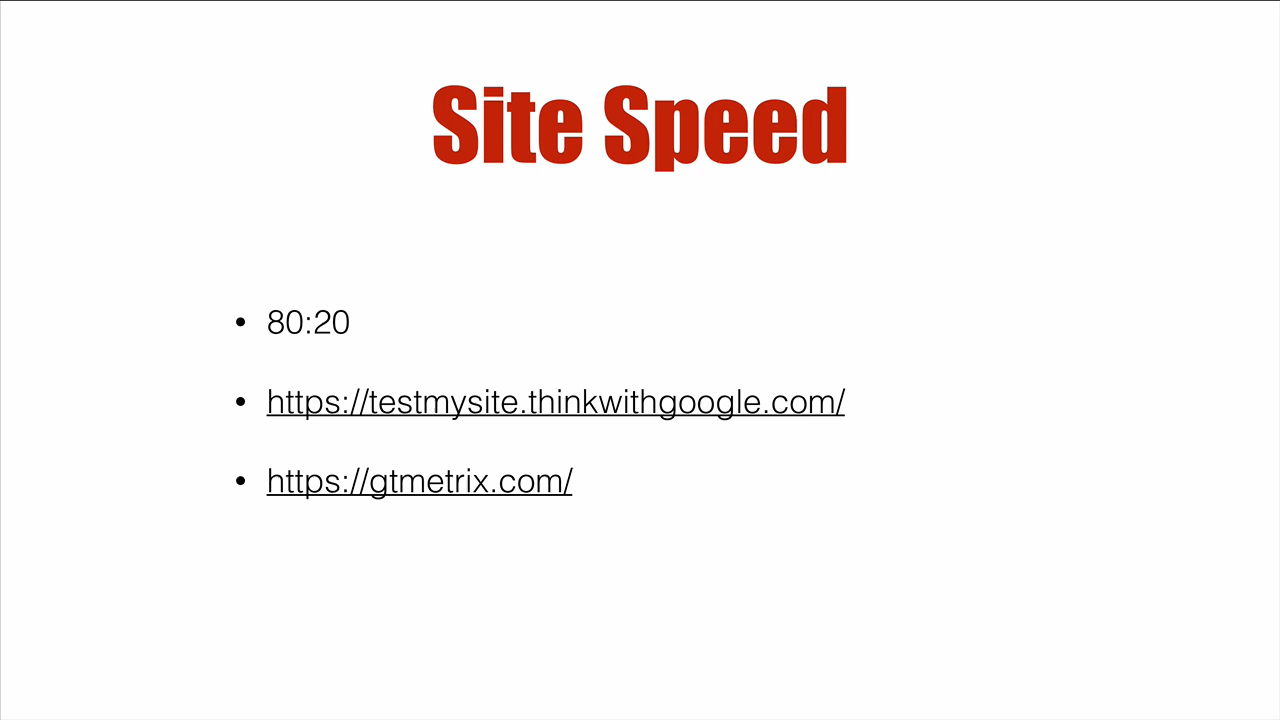 Site Speed
• 80:20
• https://testmysite.thinkwithgoogle.com/
• https://gtmetrix.com/